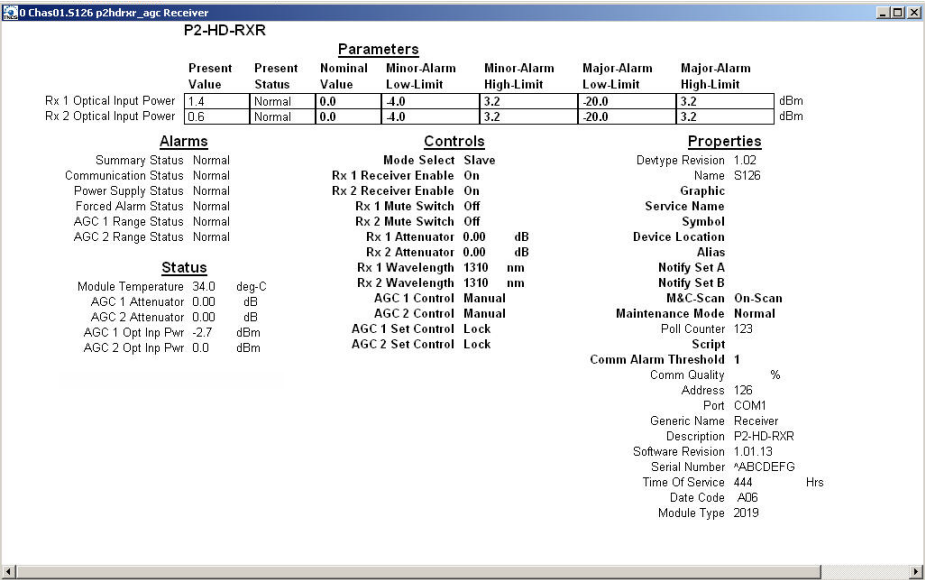 0 Chas01.S126 p2hdrxr_agc Receiver
P2-HD-RXR
Parameters
Present Present Nominal Minor-Alarm Minor-Alarm Major-Alarm Major-Alarm
Value Status Value Low-Limit High-Limit Low-Limit High-Limit
Rx 1 Optical Input Power 1.4 Normal 0.0 -4.0 3.2 -20.0 3.2 dBm
Rx 2 Optical Input Power 0.6 Normal 0.0 -4.0 3.2 -20.0 3.2 dBm
Alarms
Summary Status Normal
Communication Status Normal
Power Supply Status Normal
Forced Alarm Status Normal
AGC 1 Range Status Normal
AGC 2 Range Status Normal
Status
Module Temperature 34.0 deg-C
AGC 1 Attenuator 0.00 dB
AGC 2 Attenuator 0.00 dB
AGC 1 Opt Inp Pwr -2.7 dBm
AGC 2 Opt Inp Pwr 0.0 dBm
Controls
Mode Select Slave
Rx 1 Receiver Enable On
Rx 2 Receiver Enable On
Rx 1 Mute Switch Off
Rx 2 Mute Switch Off
Rx 1 Attenuator 0.00 dB
Rx 2 Attenuator 0.00 dB
Rx 1 Wavelength 1310 nm
Rx 2 Wavelength 1310 nm
AGC 1 Control Manual
AGC 2 Control Manual
AGC 1 Set Control Lock
AGC 2 Set Control Lock
Properties
Devtype Revision 1.02
Name S126
Graphic
Service Name
Symbol
Device Location
Alias
Notify Set A
Notify Set B
M&C-Scan On-Scan
Maintenance Mode Normal
Poll Counter 123
Script
Comm Alarm Threshold 1
Comm Quality %
Address 126
Port COM1
Generic Name Receiver
Description P2-HD-RXR
Software Revision 1.01.13
Serial Number ^ABCDEFG
Time Of Service 444 Hrs
Date Code A06
Module Type 2019